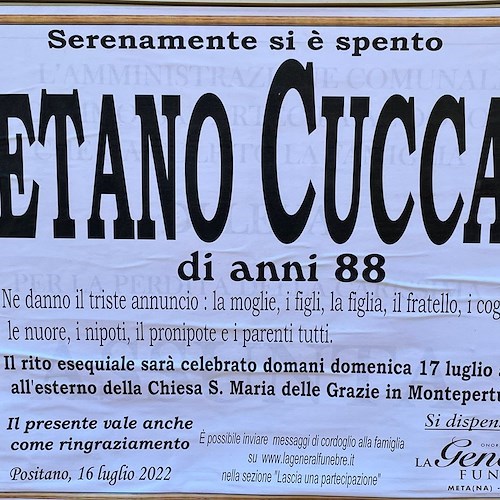 Serenamente si è spento
ETANO CUCCA
di anni 88
Ne danno il triste annuncio : la moglie, i figli, la figlia, il fratello, i cog
le nuore, i nipoti, il pronipote e i parenti tutti.
Il rito esequiale sarà celebrato domani domenica 17 luglio
all'esterno della Chiesa S. Maria delle Grazie in Montepertu
Il presente vale anche
come ringraziamento
Positano, 16 luglio 2022
È possibile inviare messaggi di cordoglio alla famiglia
su www.lageneralfunebre.it
nella sezione "Lascia una partecipazione"
Si dispen
ONOR
LA Gene
FUN
META(NA) -